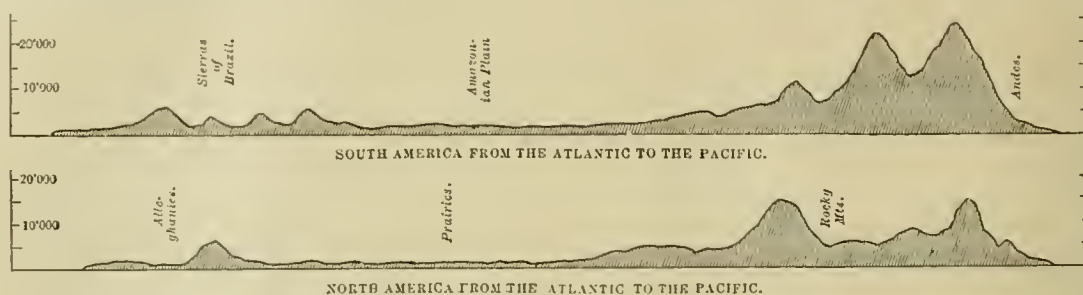 20'000
10'000
Sierras
of
Brazil.
Amazon-
ian Plain
Andes.
SOUTH AMERICA FROM THE ATLANTIC TO THE PACIFIC.
20'000
10'000
Alle-
ghanies.
Prairies.
Rocky
Mts.
NORTH AMERICA FROM THE ATLANTIC TO THE PACIFIC.